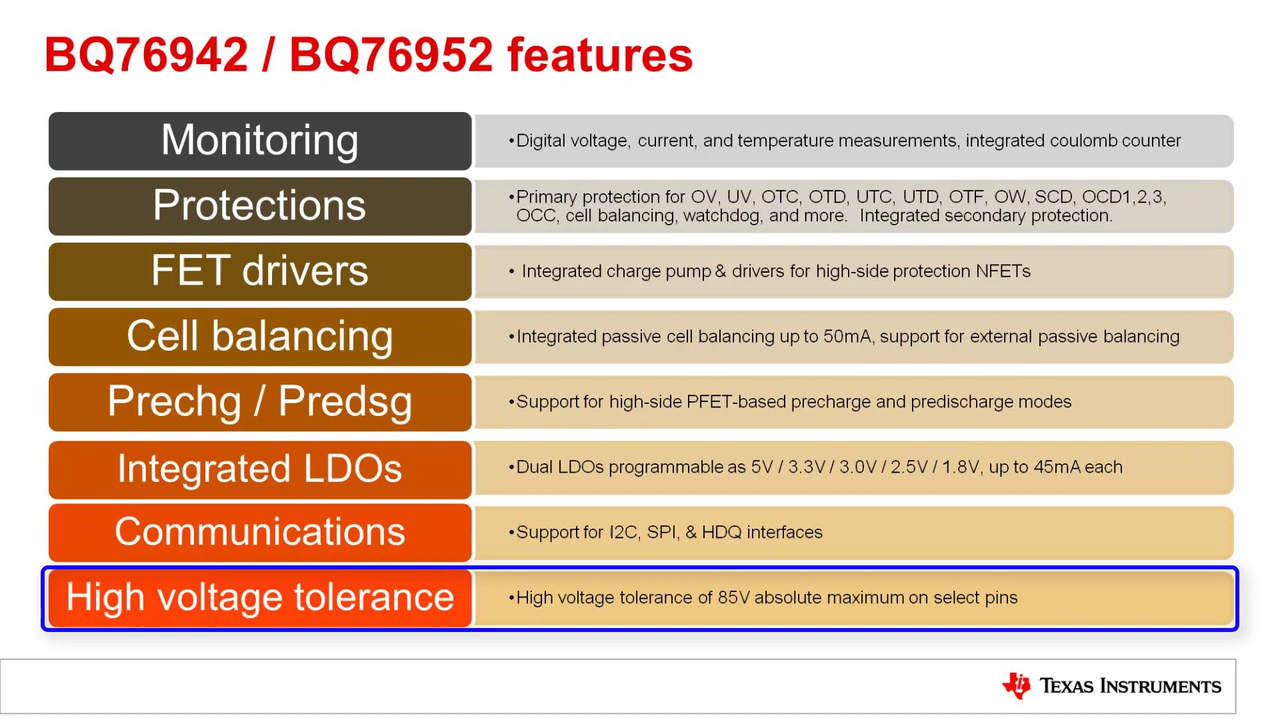 BQ76942 / BQ76952 features
Monitoring
•Digital voltage, current, and temperature measurements, integrated coulomb counter
Protections
•Primary protection for OV, UV, OTC, OTD, UTC, UTD, OTF, OW, SCD, OCD1,2,3,
OCC, cell balancing, watchdog, and more. Integrated secondary protection.
FET drivers
• Integrated charge pump & drivers for high-side protection NFETs
Cell balancing
•Integrated passive cell balancing up to 50mA, support for external passive balancing
Prechg / Predsg
•Support for high-side PFET-based precharge and predischarge modes
Integrated LDOs
•Dual LDOs programmable as 5V / 3.3V / 3.0V / 2.5V / 1.8V, up to 45mA each
Communications
•Support for I2C, SPI, & HDQ interfaces
High voltage tolerance
•High voltage tolerance of 85V absolute maximum on select pins
TEXAS INSTRUMENTS